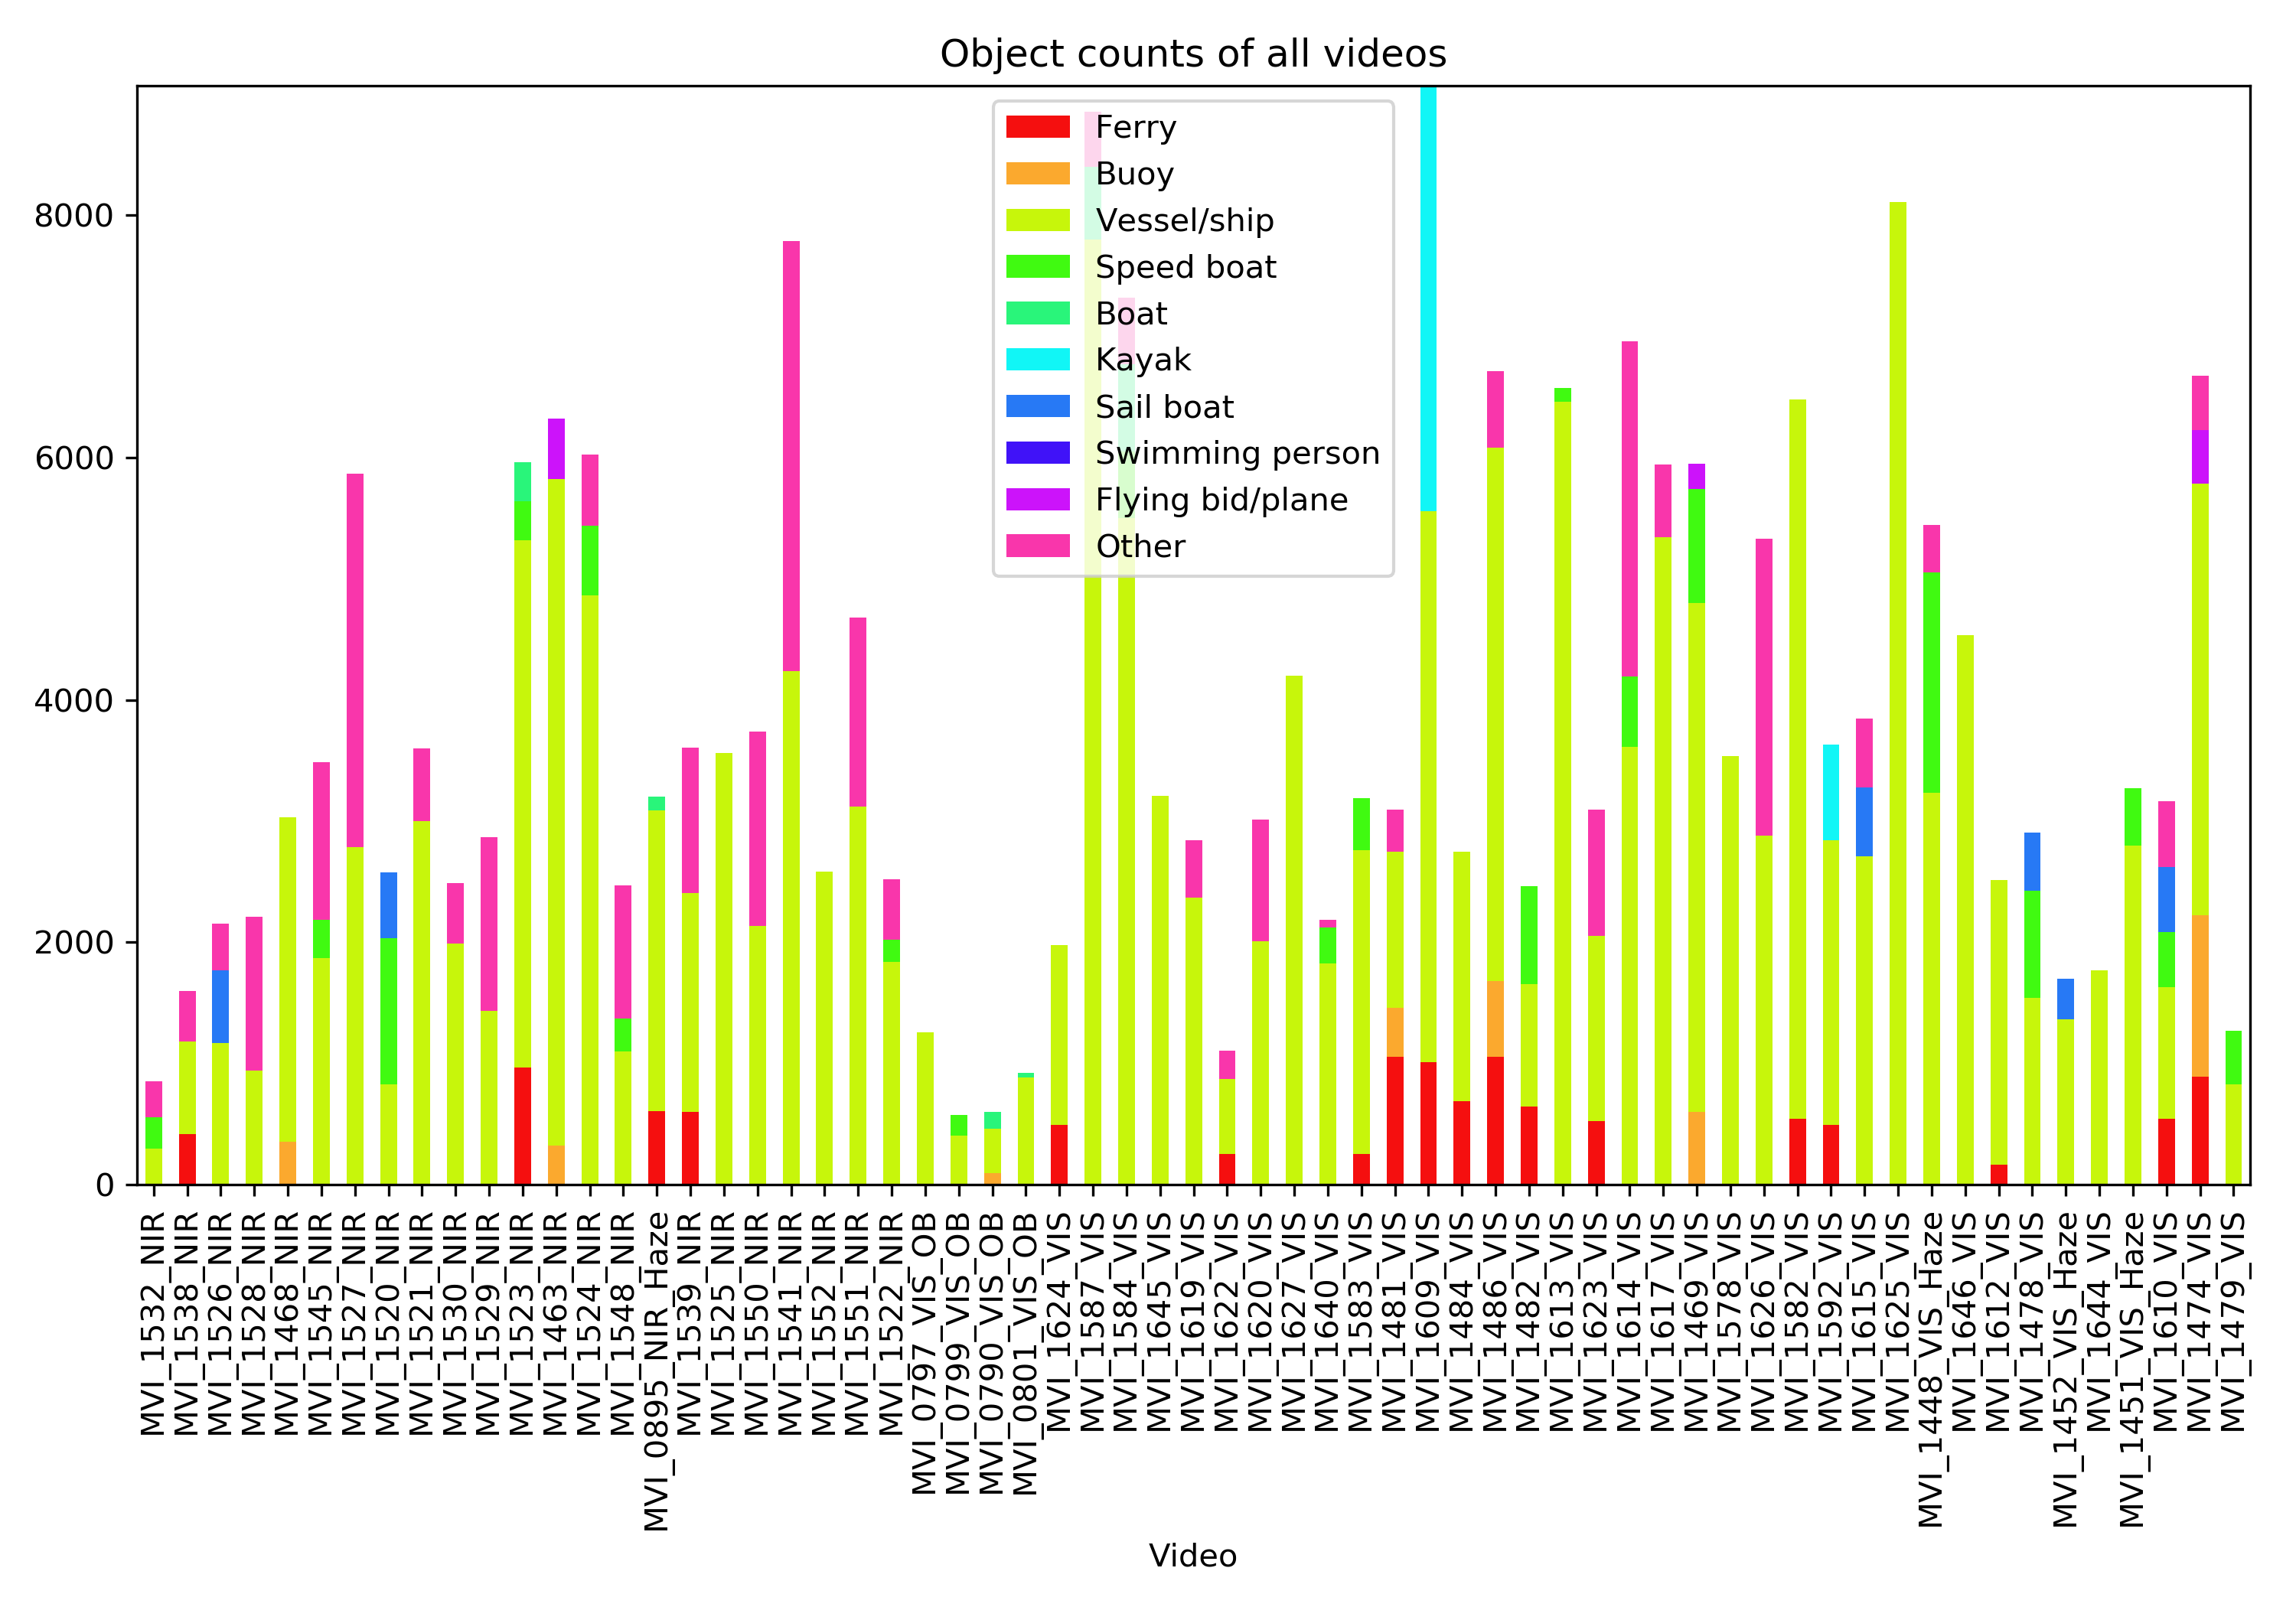 Object counts of all videos
Ferry
Buoy
Vessel/ship
Speed boat
Boat
Kayak
Sail boat
Swimming person
Flying bid/plane
Other
8000
6000
4000
2000
0
MVI_1532_NIR
MVI_1538_NIR
MVI_1526_NIR
MVI_1528_NIR
MVI_1468_NIR
MVI_1545_NIR
MVI_1527_NIR
MVI_1520_NIR
MVI_1521_NIR
MVI_1530_NIR
MVI_1529_NIR
MVI_1523_NIR
MVI_1463_NIR
MVI_1524_NIR
MVI_1548_NIR
MVI_0895_NIR_Haze
MVI_1539_NIR
MVI_1525_NIR
MVI_1550_NIR
MVI_1541_NIR
MVI_1552_NIR
MVI_1551_NIR
MVI_1522_NIR
MVI_0797_VIS_OB
MVI_0799_VIS_OB
MVI_0790_VIS_OB
MVI_0801_VIS_OB
MVI_1624_VIS
MVI_1587_VIS
MVI_1584_VIS
MVI_1645_VIS
MVI_1619_VIS
MVI_1622_VIS
MVI_1620_VIS
MVI_1627_VIS
MVI_1640_VIS
MVI_1583_VIS
MVI_1481_VIS
MVI_1609_VIS
MVI_1484_VIS
MVI_1486_VIS
MVI_1482_VIS
MVI_1613_VIS
MVI_1623_VIS
MVI_1614_VIS
MVI_1617_VIS
MVI_1469_VIS
MVI_1578_VIS
MVI_1626_VIS
MVI_1582_VIS
MVI_1592_VIS
MVI_1615_VIS
MVI_1625_VIS
MVI_1448_VIS_Haze
MVI_1646_VIS
MVI_1612_VIS
MVI_1478_VIS
MVI_1452_VIS_Haze
MVI_1644_VIS
MVI_1451_VIS_Haze
MVI_1610_VIS
MVI_1474_VIS
MVI_1479_VIS
Video